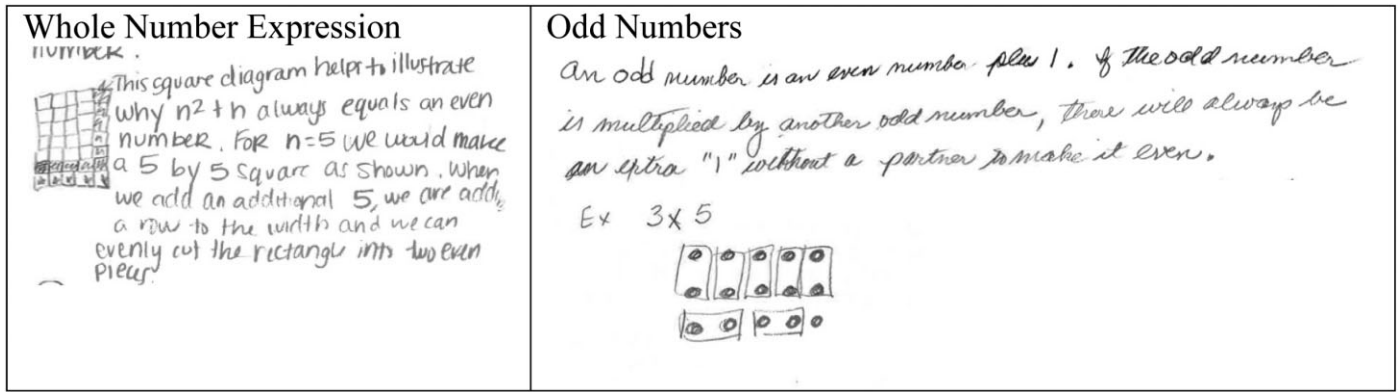 Whole Number Expression
number.
This square diagram helps to illustrate
why n² + n always equals an even
number. For n=5 we would make
a 5 by 5 square as shown. When
we add an additional 5, we are adding
a row to the width and we can
evenly cut the rectangle into two even
pieces.
Odd Numbers
an odd number is an even number plus 1. If the odd number
is multiplied by another odd number, there will always be
an extra "1" without a partner to make it even.
Ex 3 x 5